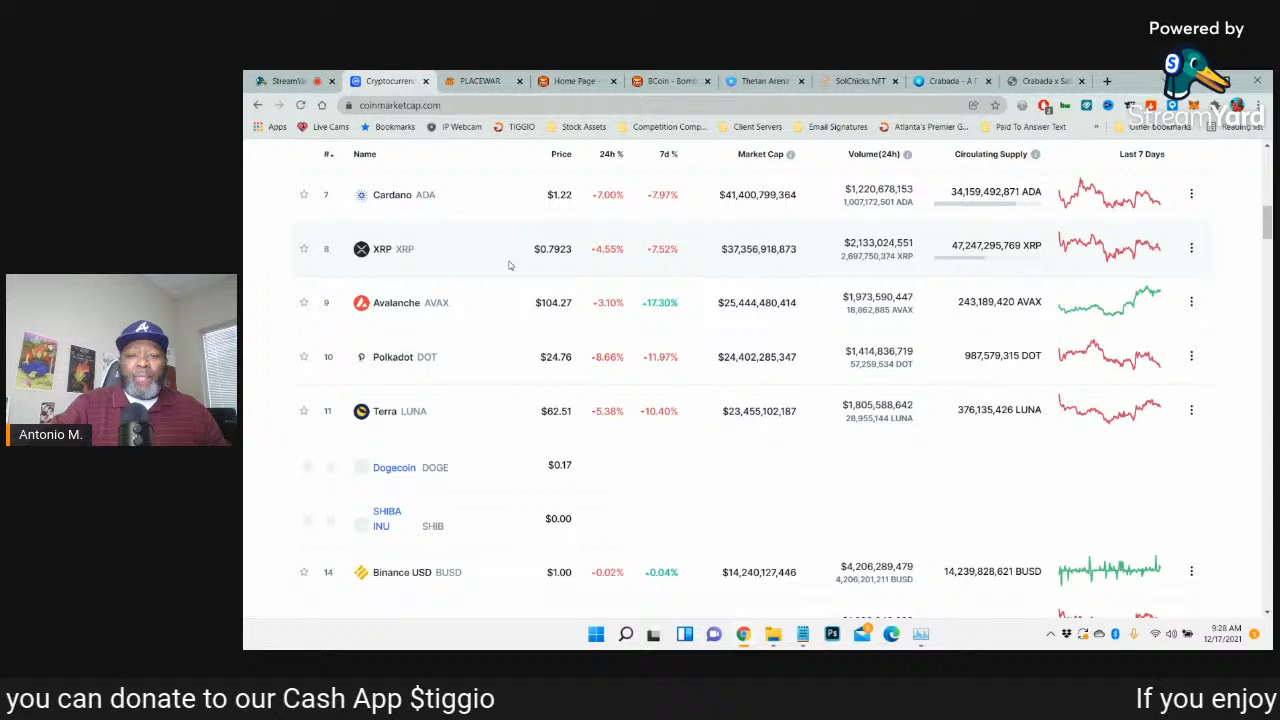 Powered by
StreamYard
StreamYa
Cryptocurrenc
PLACEWAR
Home Page -
BCoin - Bomb
Thetan Arena
SolChicks NFT
Crabada - A
Crabada x Sa
coinmarketcap.com
Apps
Live Cams
Bookmarks
IP Webcam
TIGGIO
Stock Assets
Competition Comp...
Client Servers
Email Signatures
Atlanta's Premier G...
Paid To Answer Text
Other Bookmarks
Reading list
# Name Price 24h % 7d % Market Cap Volume(24h) Circulating Supply Last 7 Days
7 Cardano ADA $1.22 7.00% 7.97% $41,400,799,364 $1,220,678,153 34,159,492,871 ADA
1,007,172,501 ADA
8 XRP XRP $0.7923 4.55% 7.52% $37,356,918,873 $2,133,024,551 47,247,295,769 XRP
2,697,750,374 XRP
9 Avalanche AVAX $104.27 3.10% 17.30% $25,444,480,414 $1,973,590,447 243,189,420 AVAX
18,862,885 AVAX
10 Polkadot DOT $24.76 8.66% 11.97% $24,402,285,347 $1,414,836,719 987,579,315 DOT
57,259,534 DOT
11 Terra LUNA $62.51 5.38% 10.40% $23,455,102,187 $1,805,588,642 376,135,426 LUNA
28,955,144 LUNA
Dogecoin DOGE $0.17
SHIBA
INU SHIB $0.00
14 Binance USD BUSD $1.00 0.02% 0.04% $14,240,127,446 $4,206,289,479 14,239,828,621 BUSD
4,206,201,211 BUSD
Antonio M.
9:28 AM
12/17/2021
you can donate to our Cash App $tiggio
If you enjoy